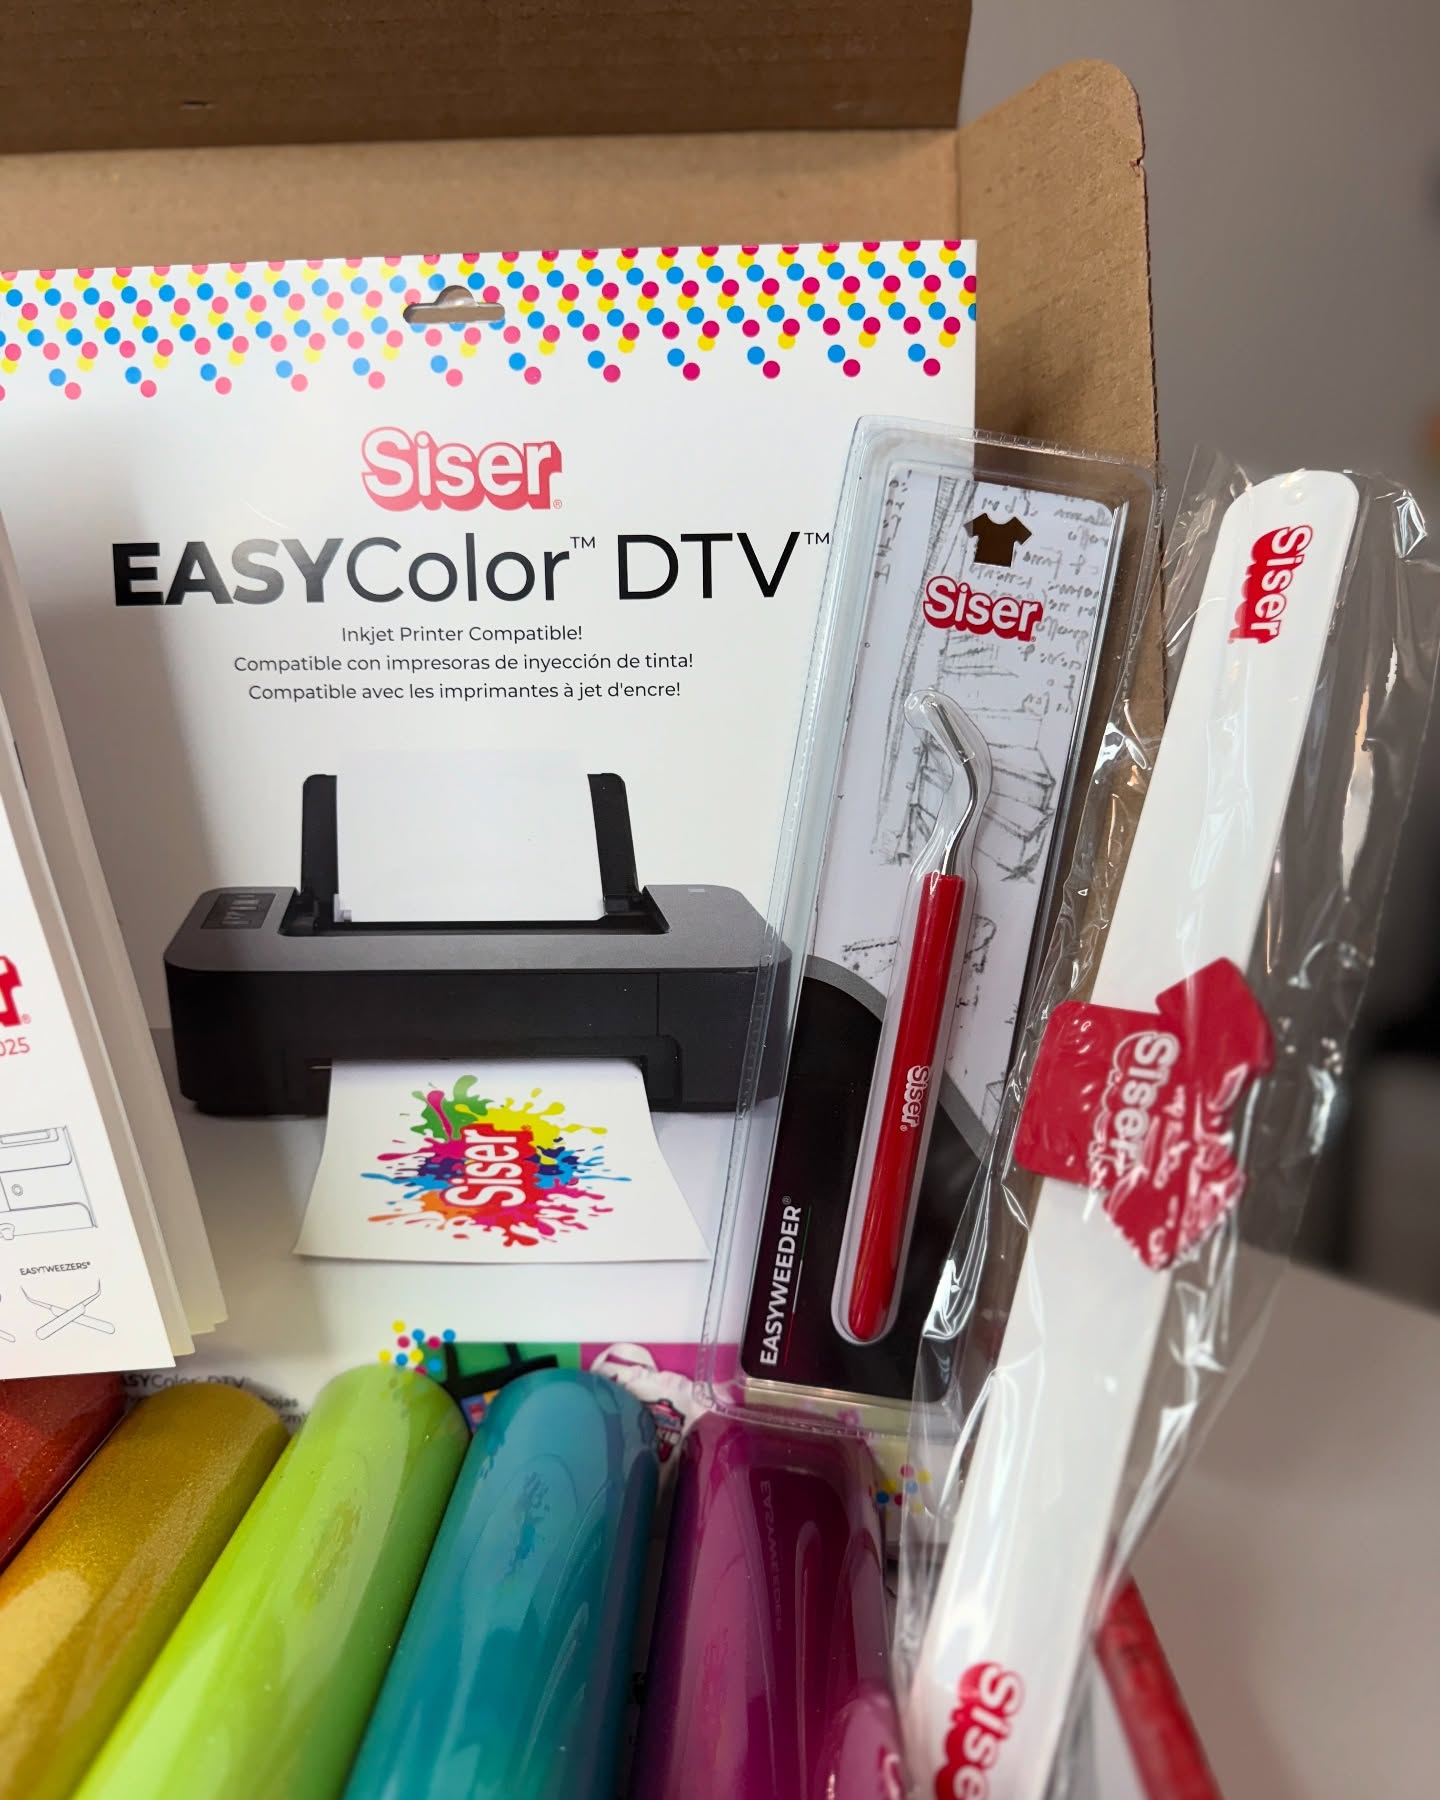 Siser®
EASYColor™ DTV™
Inkjet Printer Compatible!
Compatible con impresoras de inyección de tinta!
Compatible avec les imprimantes à jet d'encre!
Siser
EASYTWEEZERS®
Siser
Siser®
EASYWEEDER®
Siser
Siser
Siser